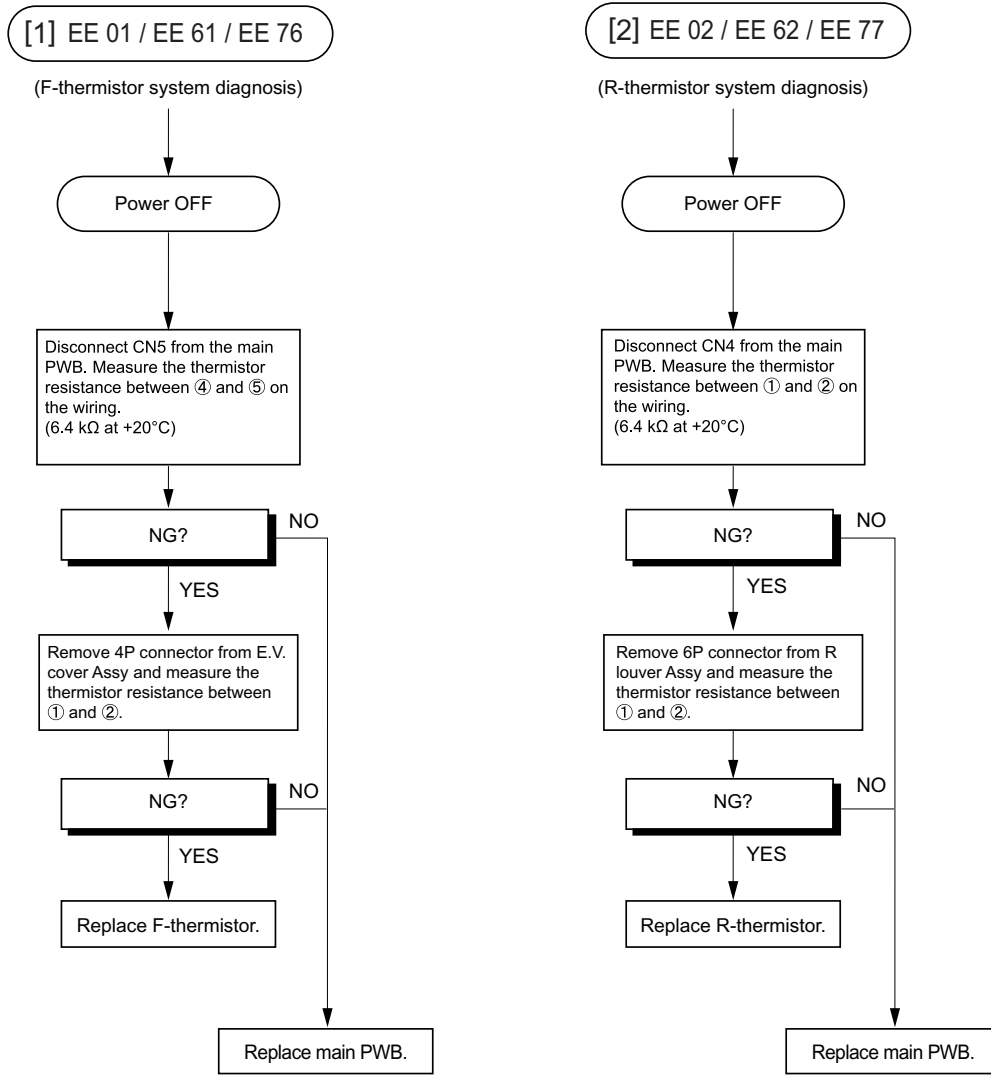 [1] EE 01 / EE 61 / EE 76
(F-thermistor system diagnosis)
Power OFF
Disconnect CN5 from the main
PWB. Measure the thermistor
resistance between ④ and ⑤ on
the wiring.
(6.4 kΩ at +20°C)
NG?
NO
YES
Remove 4P connector from E.V.
cover Assy and measure the
thermistor resistance between
① and ②.
NG?
NO
YES
Replace F-thermistor.
Replace main PWB.
[2] EE 02 / EE 62 / EE 77
(R-thermistor system diagnosis)
Power OFF
Disconnect CN4 from the main
PWB. Measure the thermistor
resistance between ① and ② on
the wiring.
(6.4 kΩ at +20°C)
NG?
NO
YES
Remove 6P connector from R
louver Assy and measure the
thermistor resistance between
① and ②.
NG?
NO
YES
Replace R-thermistor.
Replace main PWB.